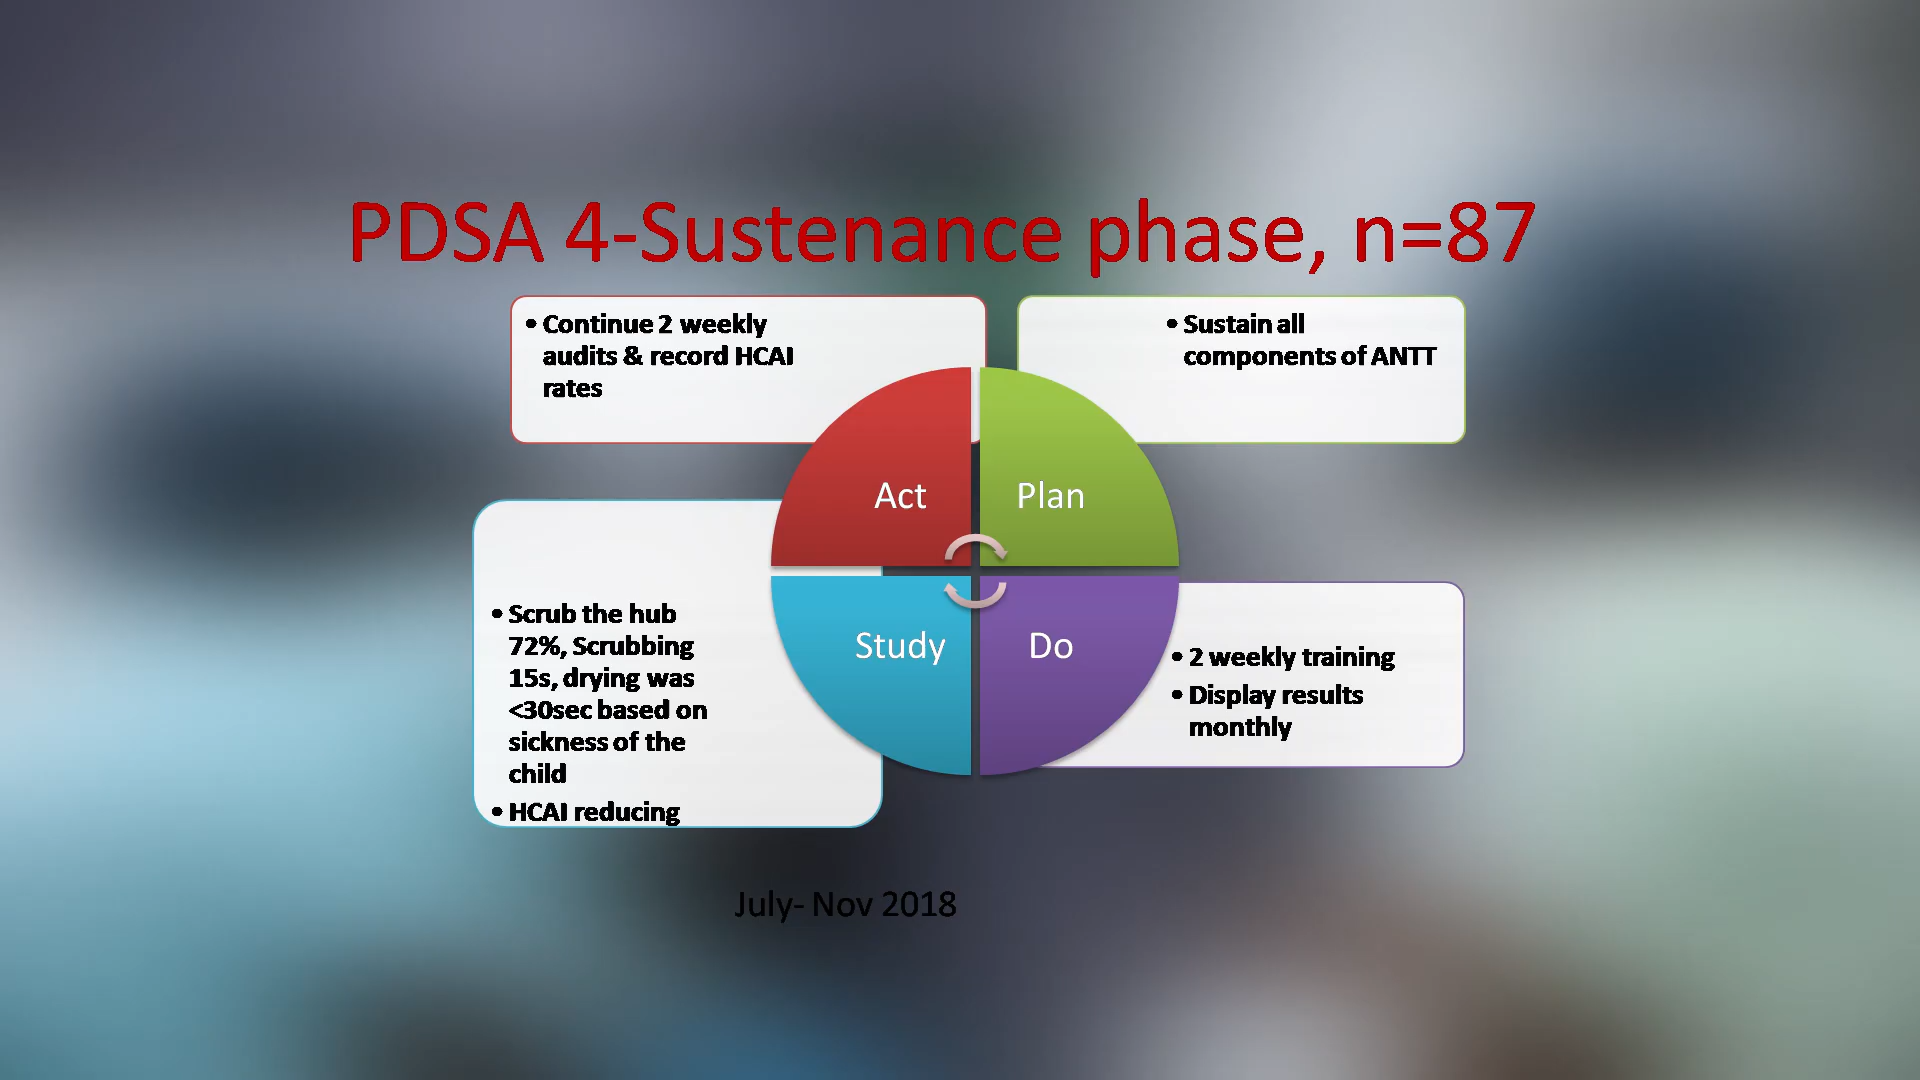 PDSA 4-Sustenance phase, n=87
• Continue 2 weekly
audits & record HCAI
rates
• Sustain all
components of ANTT
Act
Plan
Study
Do
• Scrub the hub
72%, Scrubbing
15s, drying was
<30sec based on
sickness of the
child
• HCAI reducing
• 2 weekly training
• Display results
monthly
July- Nov 2018